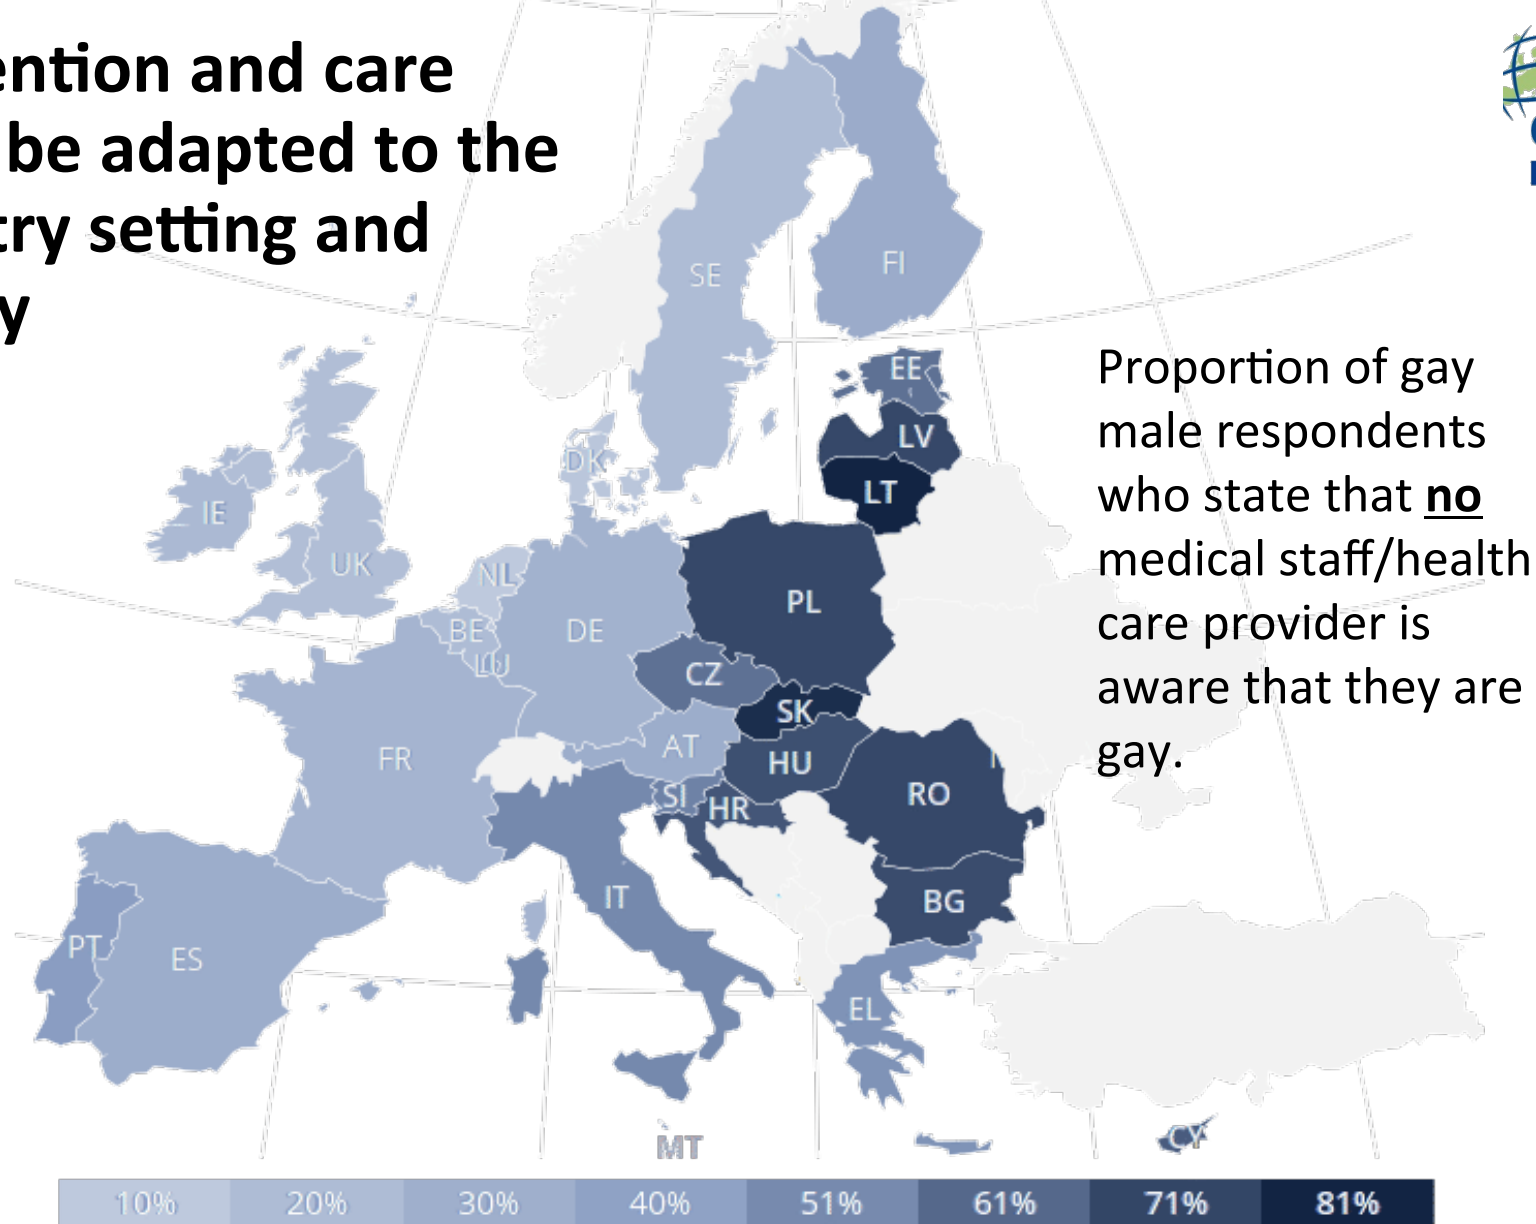 ention and care
be adapted to the
try setting and
y
Proportion of gay
male respondents
who state that no
medical staff/health
care provider is
aware that they are
gay.
SE
FI
EE
LV
LT
DK
IE
UK
NL
BE
LU
DE
PL
CZ
SK
AT
HU
FR
SI
HR
RO
IT
BG
PT
ES
EL
MT
CY
10% 20% 30% 40% 51% 61% 71% 81%